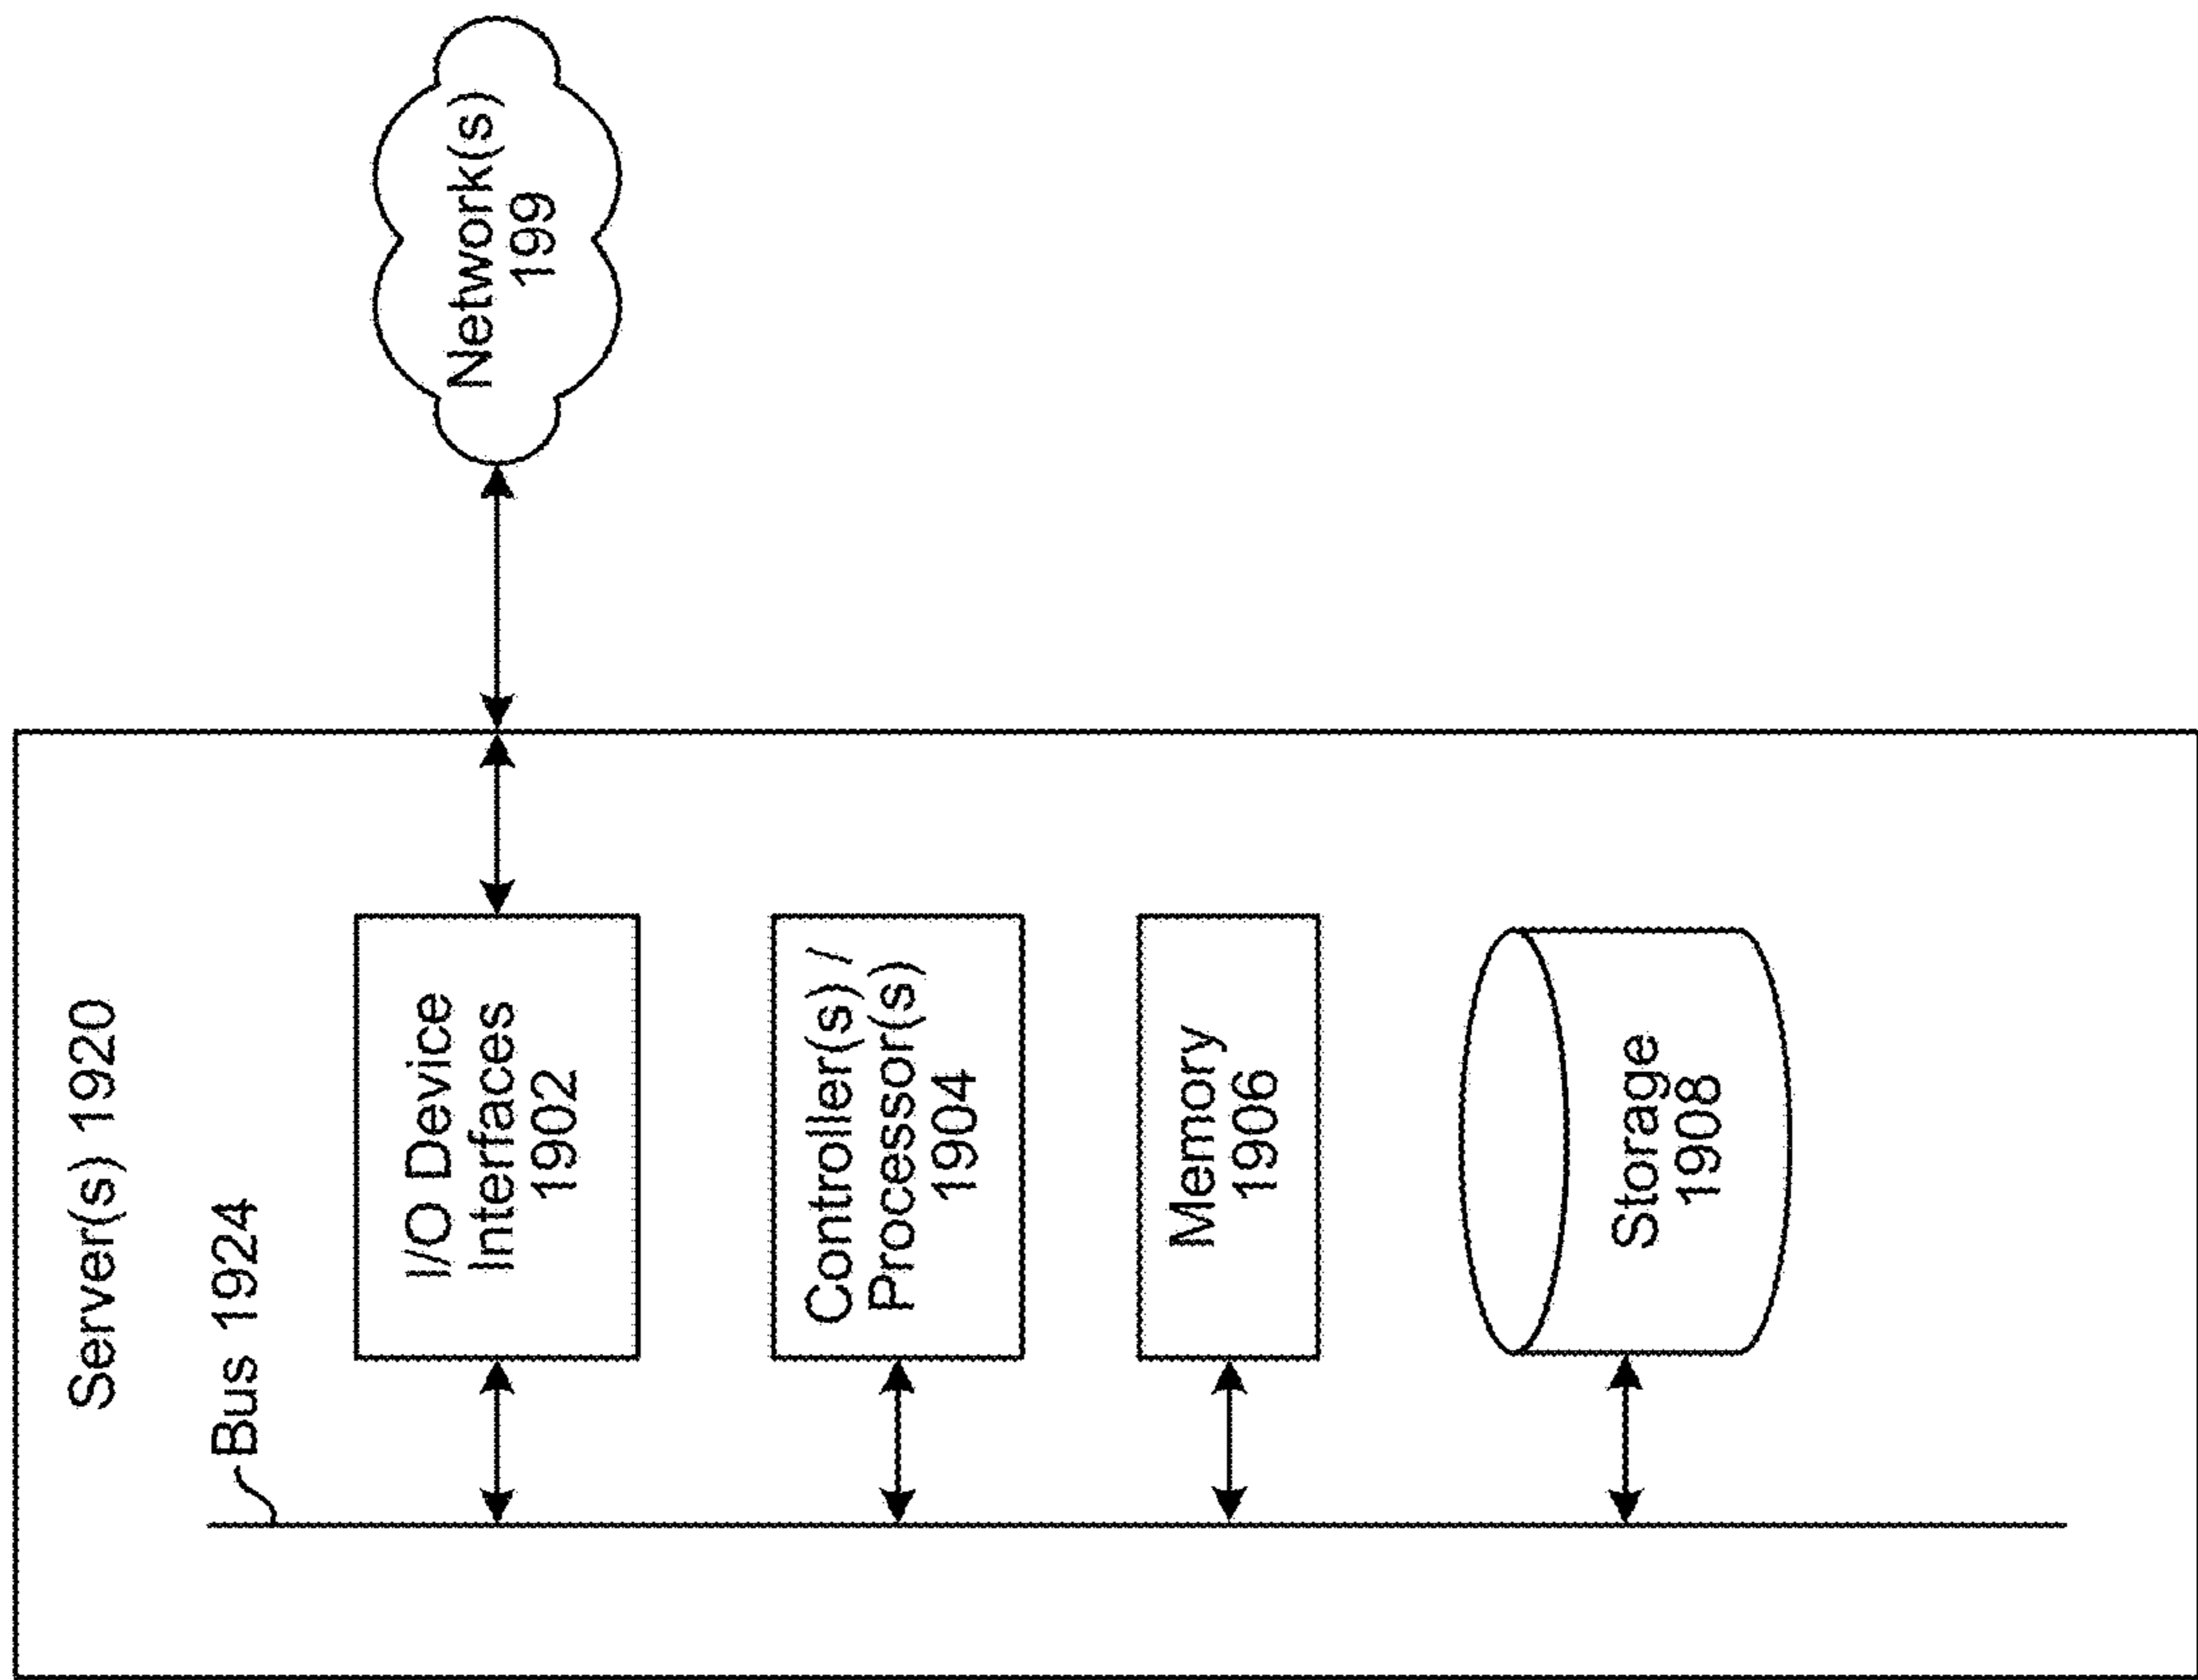 Server(s) 1920
Bus 1924
I/O Device
Interfaces
1902
Network(s)
199
Controller(s) /
Processor(s)
1904
Memory
1906
Storage
1908